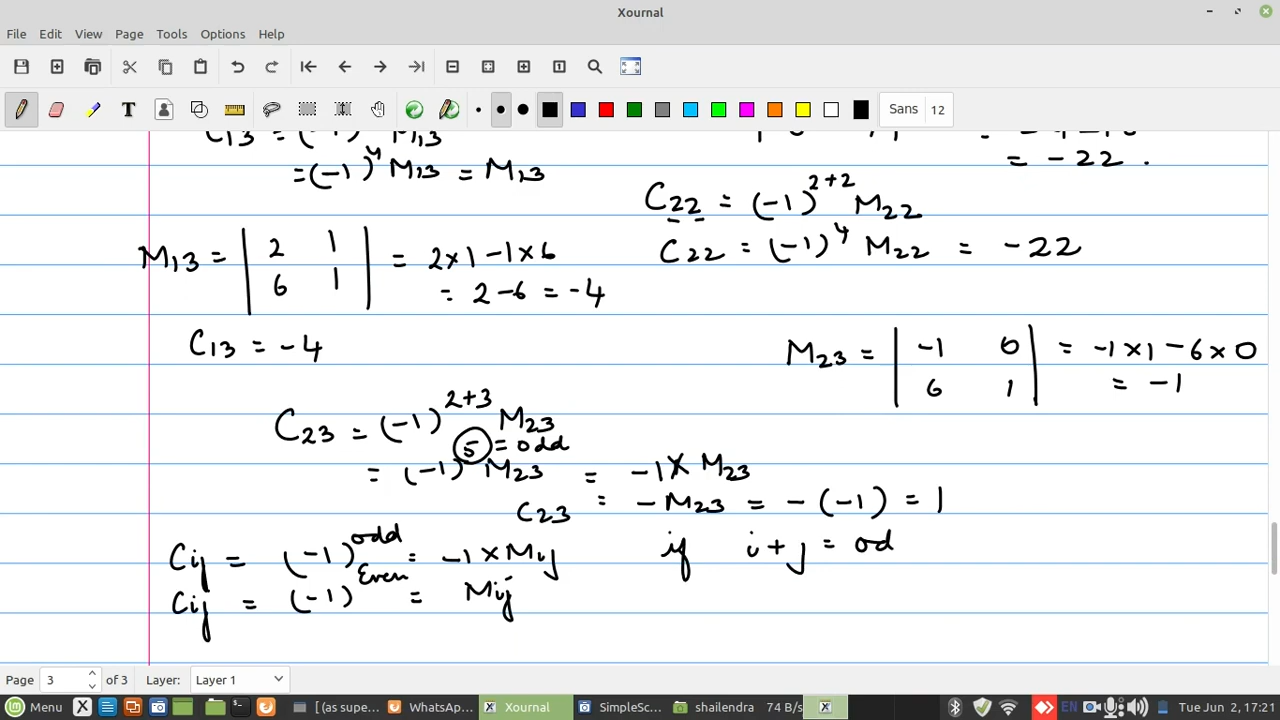 Xournal
File Edit View Page Tools Options Help
Sans 12
C13 = (-1) M13
= (-1)^4 M13 = M13
= -22 .
C22 = (-1)^2+2 M22
C22 = (-1)^4 M22 = -22
M13 = | 2 1 | = 2×1 -1×6
| 6 1 | = 2 -6 = -4
C13 = -4
M23 = | -1 0 | = -1×1 -6×0
| 6 1 | = -1
C23 = (-1)^2+3 M23
5 = odd
= (-1) M23 = -1 × M23
C23 = - M23 = - (-1) = 1
Cij = (-1)^odd = -1 × Mij if i + j = od
Cij = (-1)^Even = Mij
Page 3 of 3 Layer: Layer 1
Menu [ (as supe... WhatsAp... Xournal SimpleSc... shailendra 74 B/s EN Tue Jun 2, 17:21